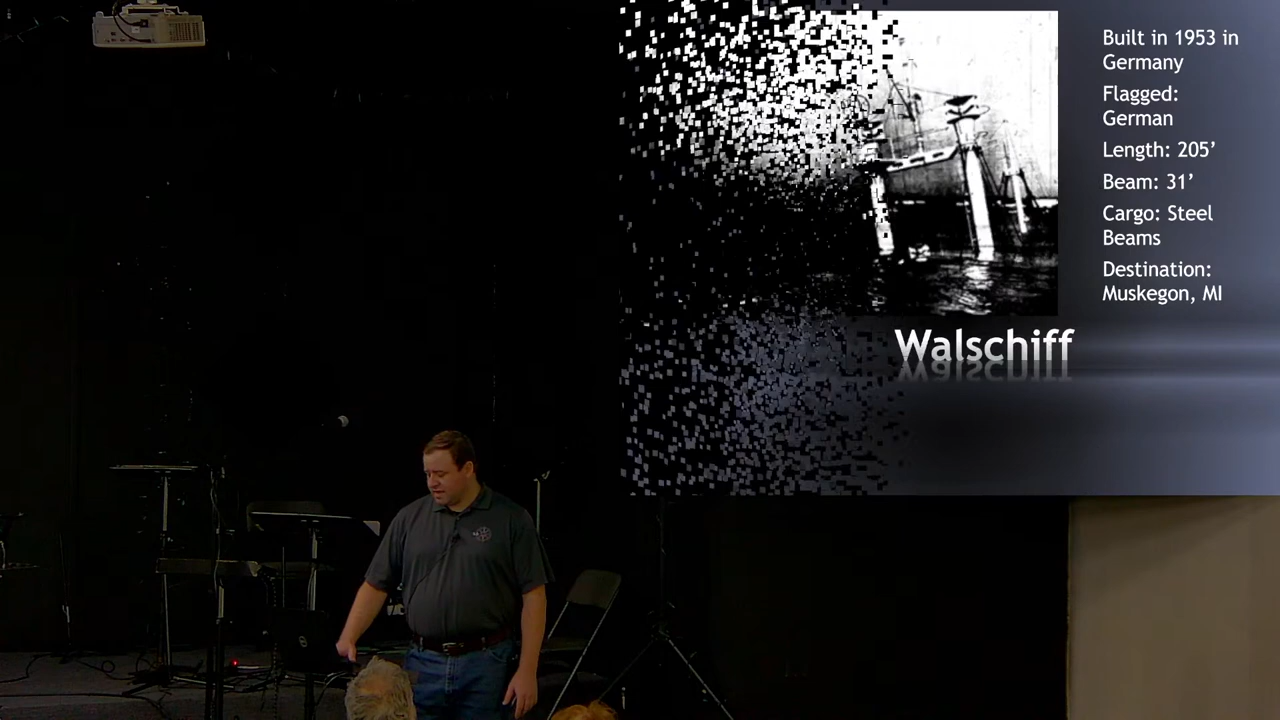 Built in 1953 in
Germany
Flagged:
German
Length: 205’
Beam: 31’
Cargo: Steel
Beams
Destination:
Muskegon, MI
Walschiff